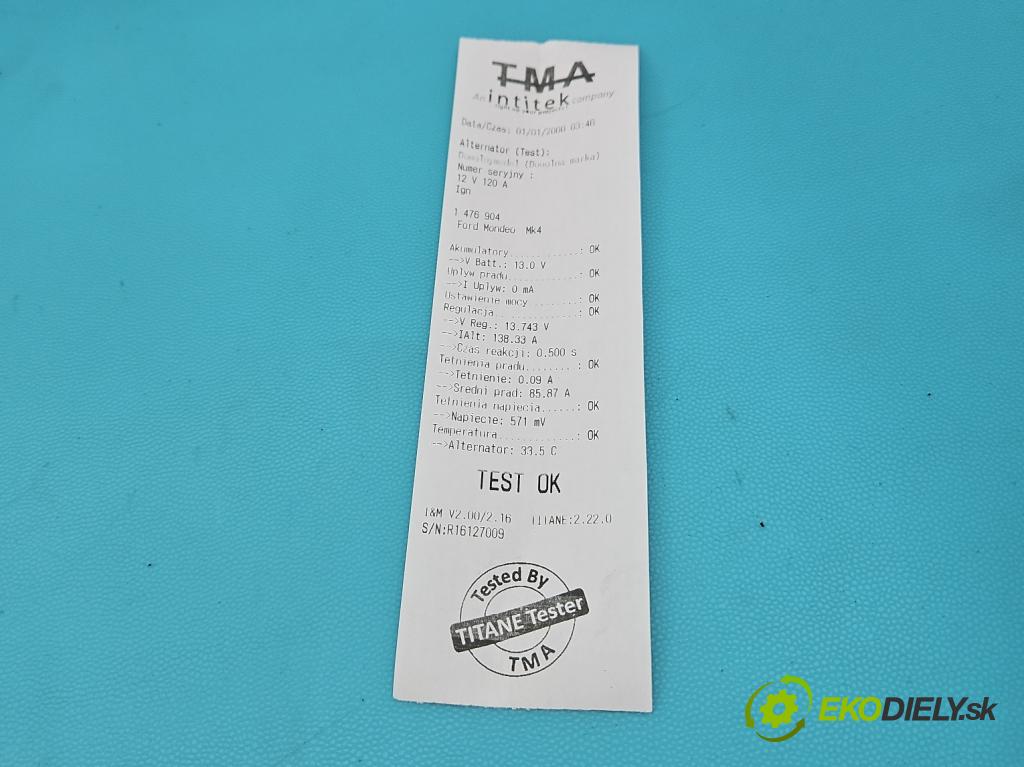 TMA
An intitek company
Data/Czas: 01/01/2000 03:46
Alternator (Test):
(Dowolna marka)
Numer seryjny :
12 V 120 A
Ign
1 476 904
Ford Mondeo Mk4
Akumulatory............: OK
-->V Batt.: 13.0 V
Uplyw pradu............: OK
-->I Uplyw: 0 mA
Ustawienie mocy ........: OK
Regulacja..............: OK
-->V Reg.: 13.743 V
-->IAlt: 138.33 A
-->Czas reakcji: 0.500 s
Tetnienia pradu........: OK
-->Tetnienie: 0.09 A
-->Sredni prad: 85.87 A
Tetnienia napiecia......: OK
-->Napiecie: 571 mV
Temperatura............: OK
-->Alternator: 33.5 C
TEST OK
I&M V2.00/2.16 TITANE:2.22.0
S/N:R16127009
Tested By
TITANE Tester
TMA
EKODIELY.sk